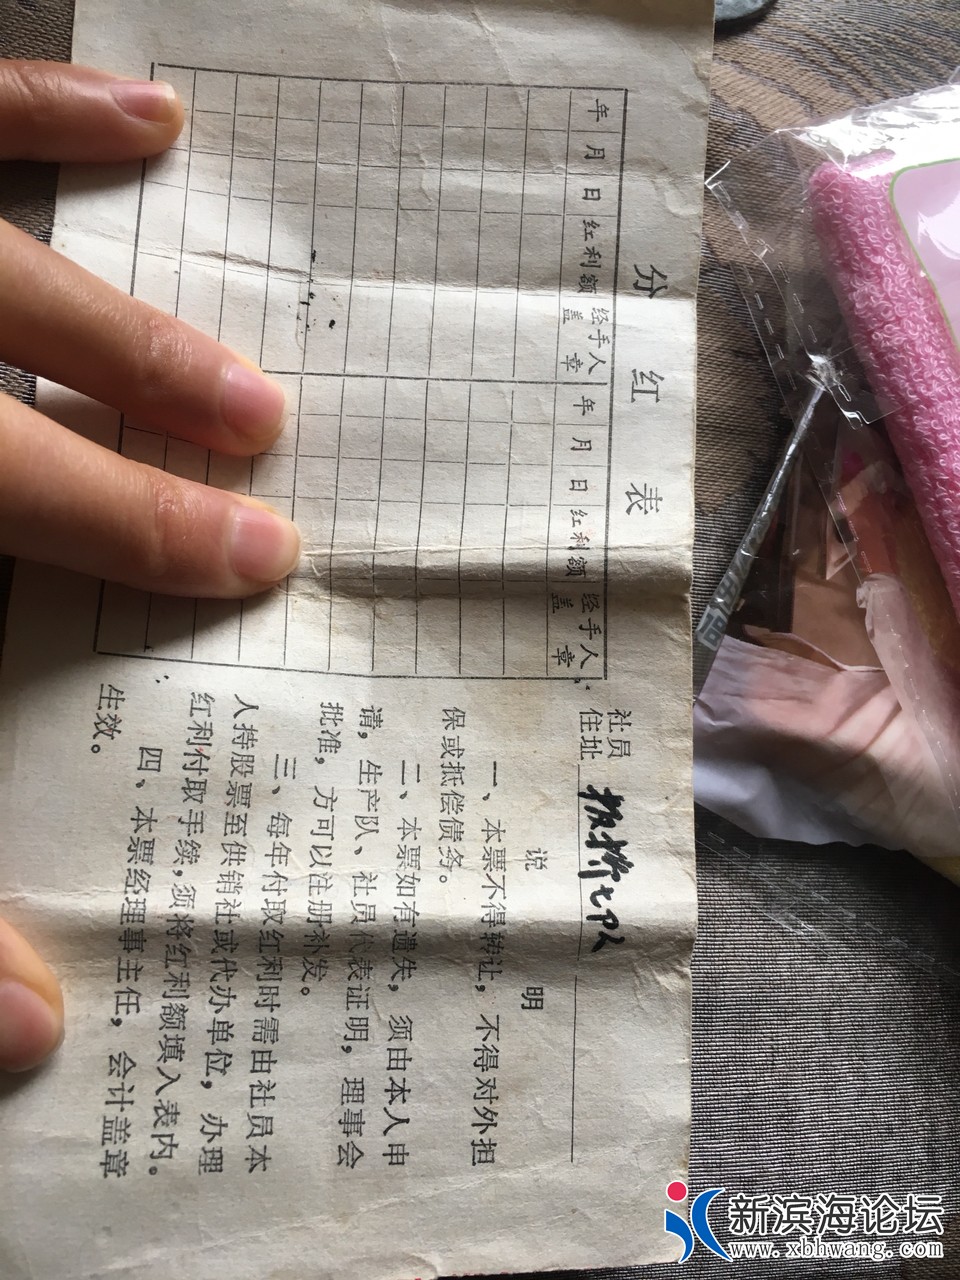 分红表
年 月 日 红利额 经手人盖章 年 月 日 红利额 经手人盖章
社员
住址
说明
一、本票不得转让，不得对外担
保或抵偿债务。
二、本票如有遗失，须由本人申
请，生产队、社员代表证明，理事会
批准，方可以注册补发。
三、每年付取红利时需由社员本
人持股票至供销社或代办单位，办理
红利付取手续，须将红利额填入表内。
四、本票经理事主任，会计盖章
生效。
新滨海论坛
www.xbhwang.com